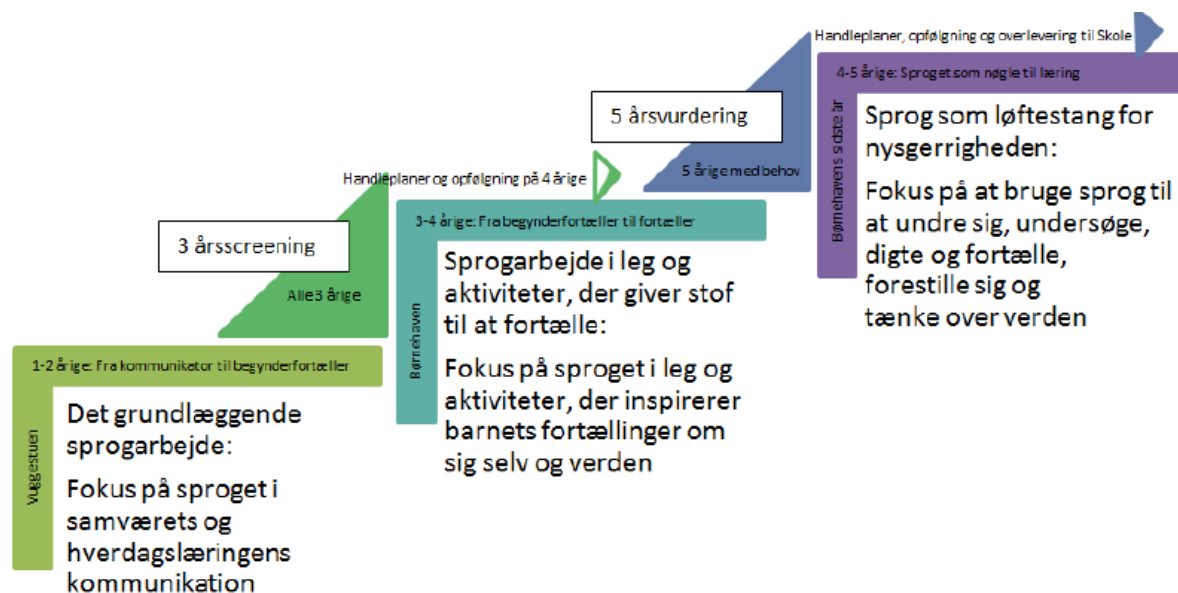 1-2 årige: Fra kommunikator til begynderfortæller
Vuggestuen
Det grundlæggende
sprogarbejde:
Fokus på sproget i
samværets og
hverdagslæringens
kommunikation
3 årsscreening
Alle 3 årige
Handleplaner og opfølgning på 4 årige
3-4 årige: Fra begynderfortæller til fortæller
Børnehaven
Sprogarbejde i leg og
aktiviteter, der giver stof
til at fortælle:
Fokus på sproget i leg og
aktiviteter, der inspirerer
barnets fortællinger om
sig selv og verden
5 årsvurdering
5 årige med behov
Handleplaner, opfølgning og overlevering til Skole
4-5 årige: Sproget som nøgle til læring
Børnehavens sidste år
Sprog som løftestang for
nysgerrigheden:
Fokus på at bruge sprog til
at undre sig, undersøge,
digte og fortælle,
forestille sig og
tænke over verden